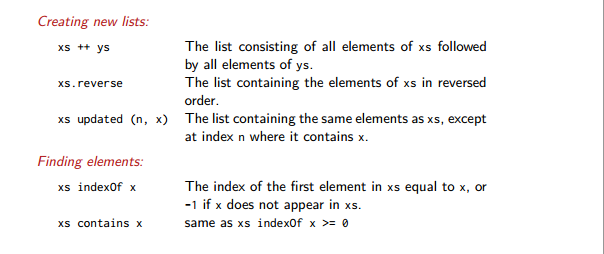 Creating new lists:
xs ++ ys The list consisting of all elements of xs followed
by all elements of ys.
xs.reverse The list containing the elements of xs in reversed
order.
xs updated (n, x) The list containing the same elements as xs, except
at index n where it contains x.
Finding elements:
xs indexOf x The index of the first element in xs equal to x, or
-1 if x does not appear in xs.
xs contains x same as xs indexOf x >= 0